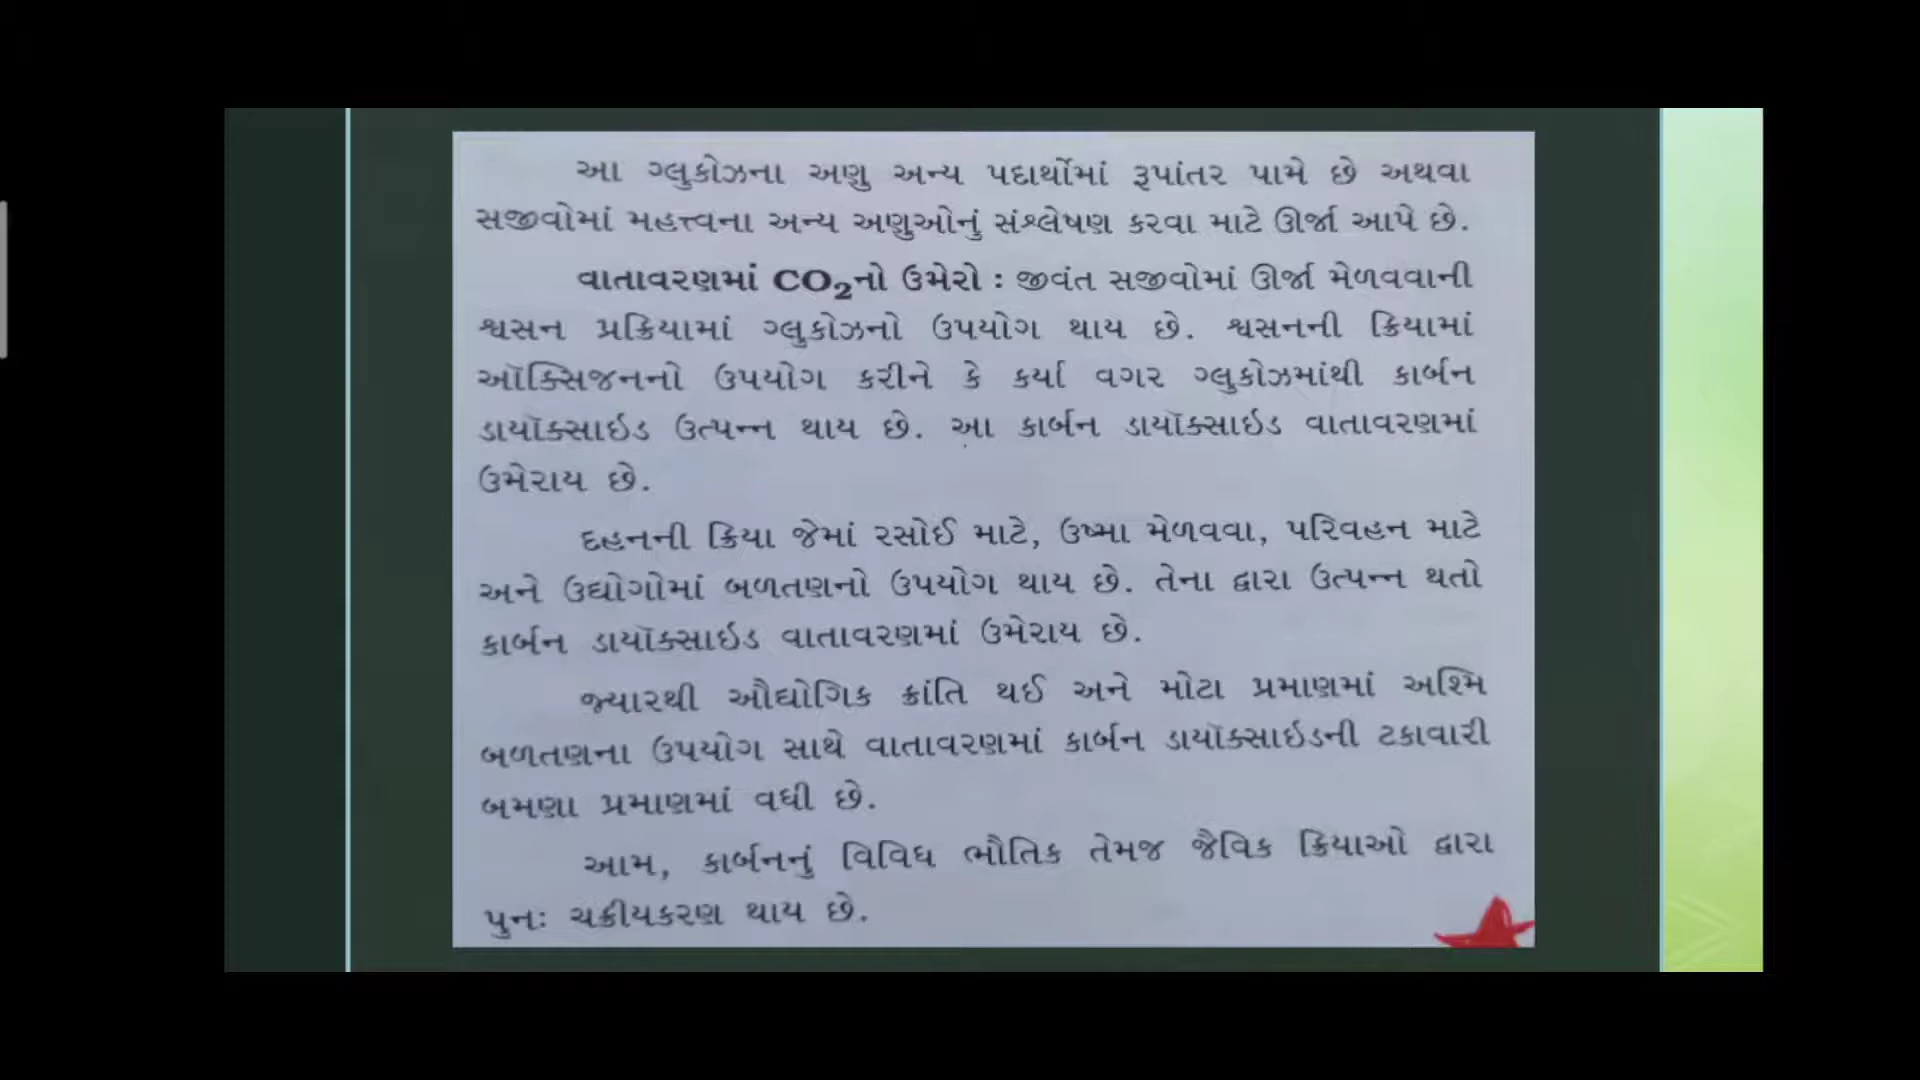 આ ગ્લુકોઝના અણુ અન્ય પદાર્થોમાં રૂપાંતર પામે છે અથવા
સજીવોમાં મહત્ત્વના અન્ય અણુઓનું સંશ્લેષણ કરવા માટે ઊર્જા આપે છે.
વાતાવરણમાં CO₂નો ઉમેરો : જીવંત સજીવોમાં ઊર્જા મેળવવાની
શ્વસન પ્રક્રિયામાં ગ્લુકોઝનો ઉપયોગ થાય છે. શ્વસનની ક્રિયામાં
ઑક્સિજનનો ઉપયોગ કરીને કે કર્યા વગર ગ્લુકોઝમાંથી કાર્બન
ડાયૉક્સાઇડ ઉત્પન્ન થાય છે. આ કાર્બન ડાયૉક્સાઇડ વાતાવરણમાં
ઉમેરાય છે.
દહનની ક્રિયા જેમાં રસોઈ માટે, ઉષ્મા મેળવવા, પરિવહન માટે
અને ઉદ્યોગોમાં બળતણનો ઉપયોગ થાય છે. તેના દ્વારા ઉત્પન્ન થતો
કાર્બન ડાયૉક્સાઇડ વાતાવરણમાં ઉમેરાય છે.
જ્યારથી ઔદ્યોગિક ક્રાંતિ થઈ અને મોટા પ્રમાણમાં અશ્મિ
બળતણના ઉપયોગ સાથે વાતાવરણમાં કાર્બન ડાયૉક્સાઇડની ટકાવારી
બમણા પ્રમાણમાં વધી છે.
આમ, કાર્બનનું વિવિધ ભૌતિક તેમજ જૈવિક ક્રિયાઓ દ્વારા
પુનઃ ચક્રીયકરણ થાય છે.